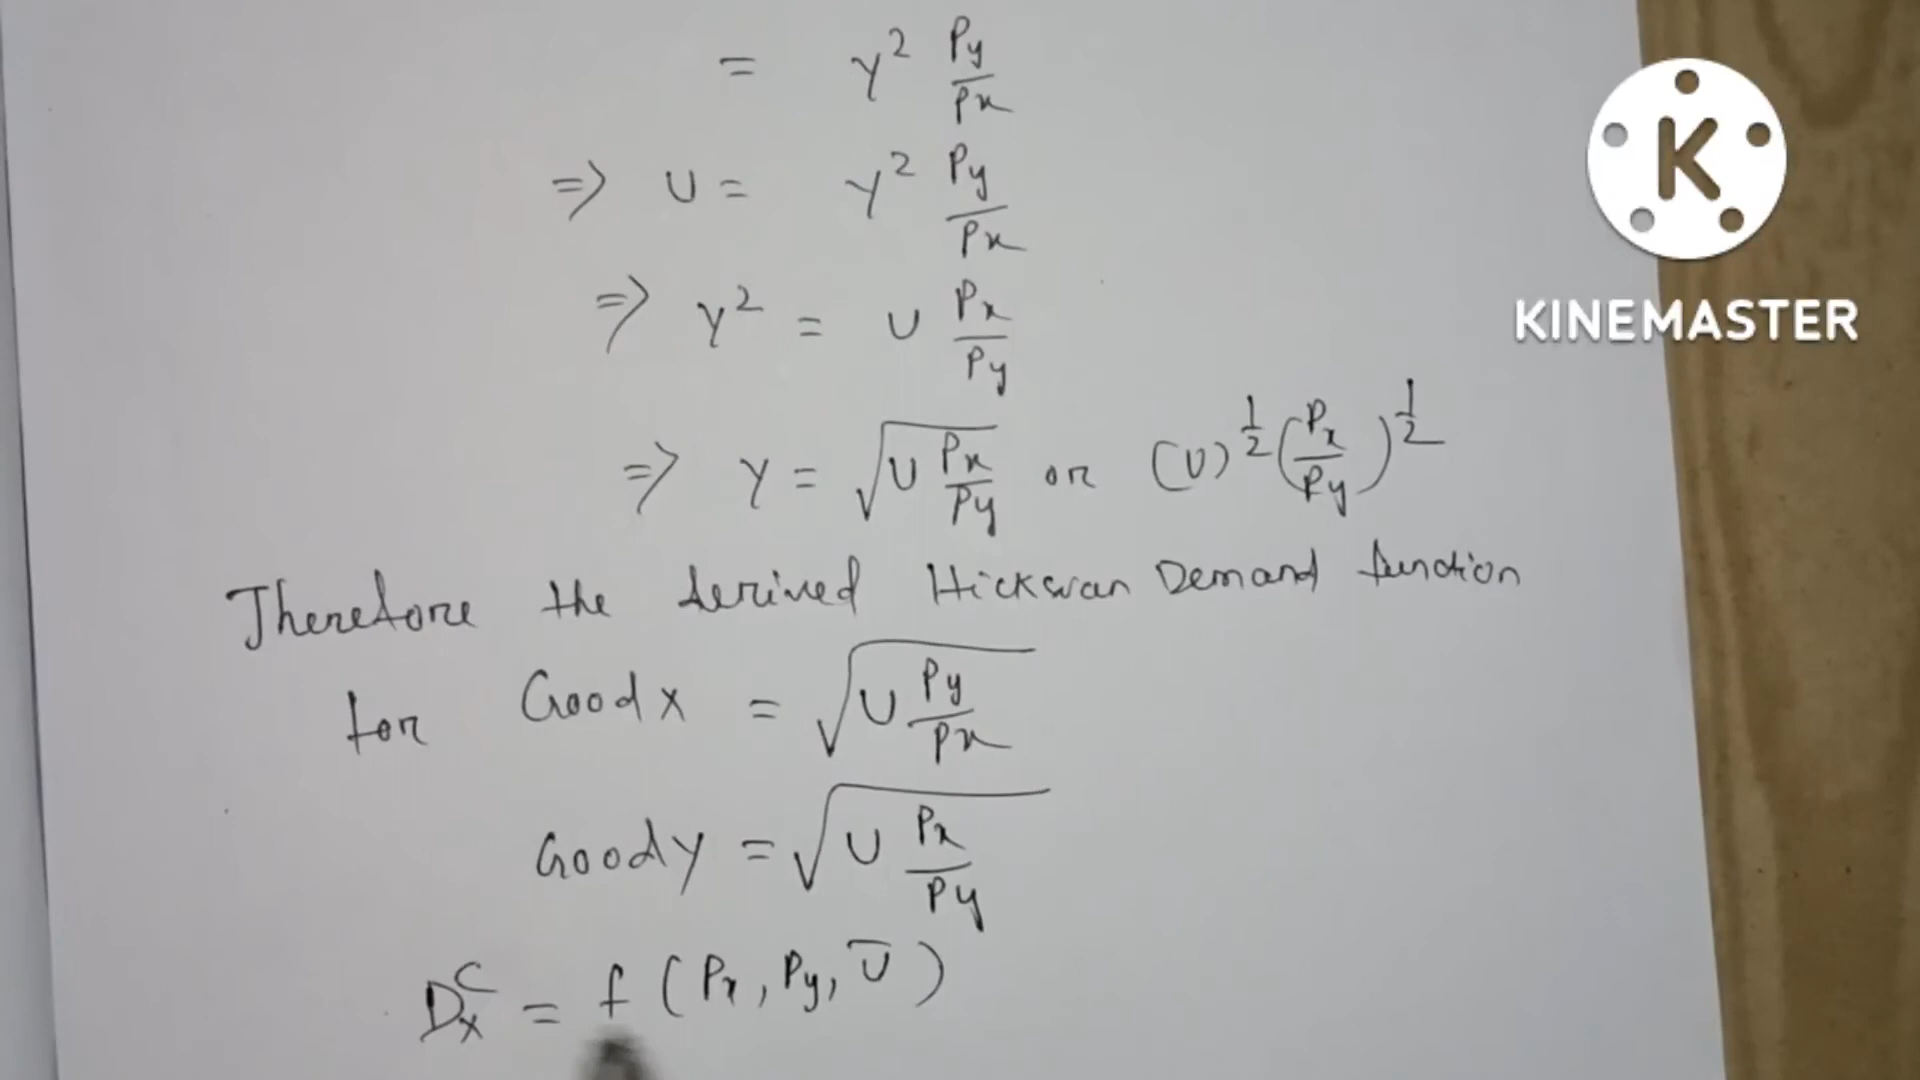 = y² Py/Px
=> U = y² Py/Px
=> y² = U Px/Py
=> y = √(U Px/Py) or (U)^½ (Px/Py)^½
Therefore the derived Hicksian Demand function
for Good x = √(U Py/Px)
Good y = √(U Px/Py)
D_x^C = f (Px, Py, Ū)
K
KINEMASTER